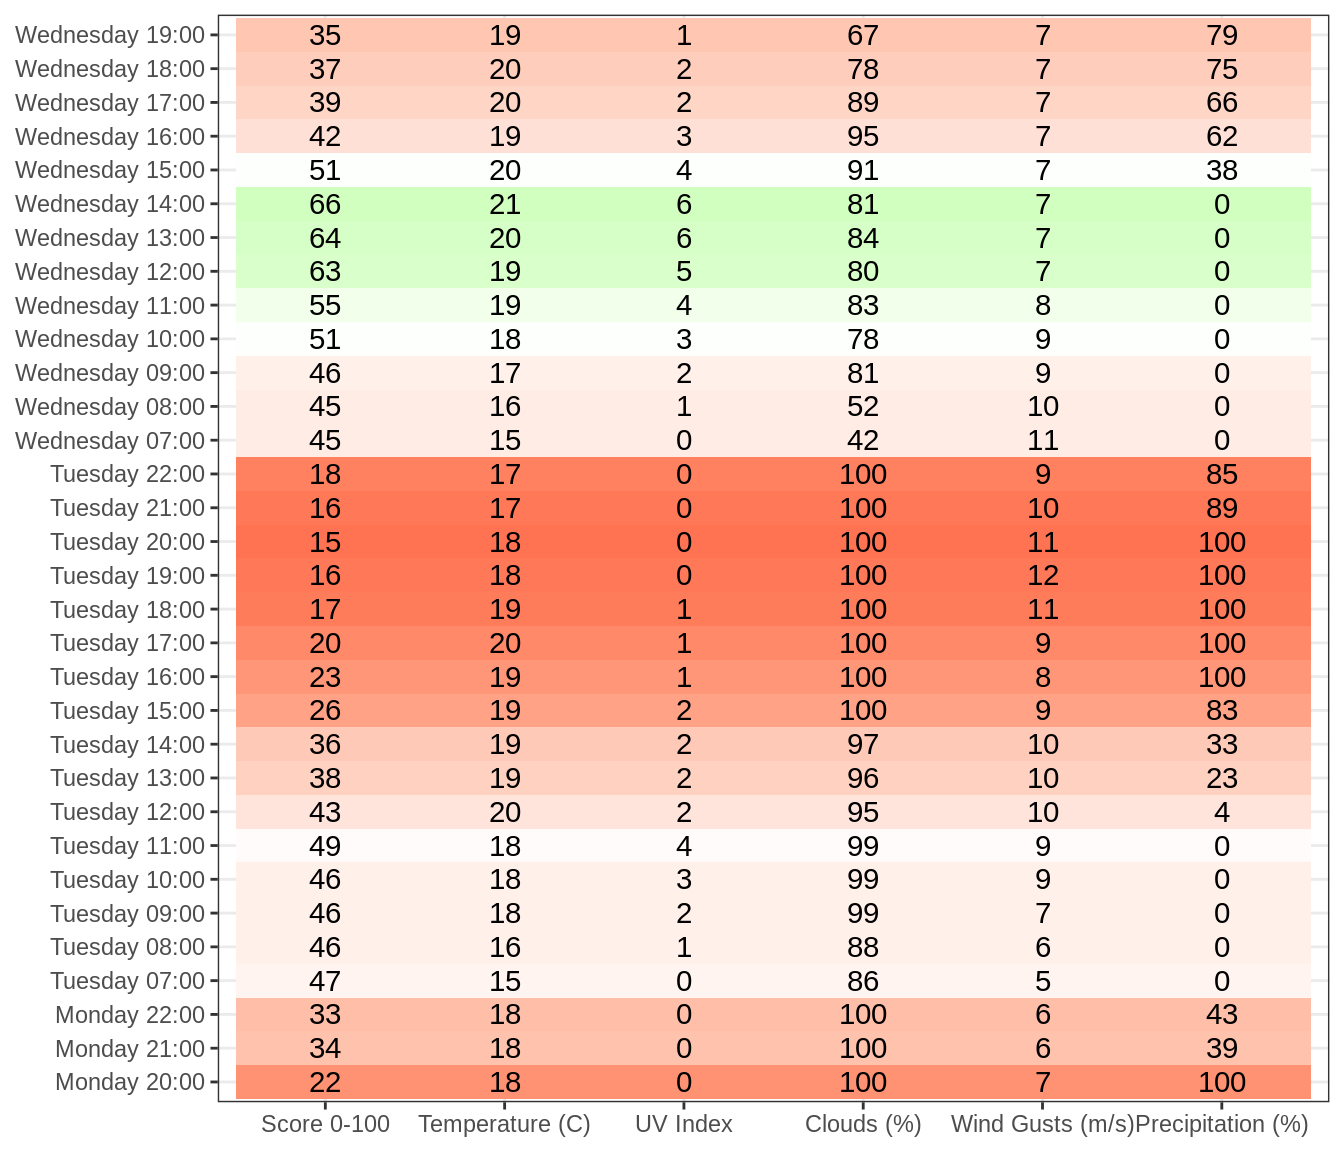 Wednesday 19:00 35 19 1 67 7 79
Wednesday 18:00 37 20 2 78 7 75
Wednesday 17:00 39 20 2 89 7 66
Wednesday 16:00 42 19 3 95 7 62
Wednesday 15:00 51 20 4 91 7 38
Wednesday 14:00 66 21 6 81 7 0
Wednesday 13:00 64 20 6 84 7 0
Wednesday 12:00 63 19 5 80 7 0
Wednesday 11:00 55 19 4 83 8 0
Wednesday 10:00 51 18 3 78 9 0
Wednesday 09:00 46 17 2 81 9 0
Wednesday 08:00 45 16 1 52 10 0
Wednesday 07:00 45 15 0 42 11 0
Tuesday 22:00 18 17 0 100 9 85
Tuesday 21:00 16 17 0 100 10 89
Tuesday 20:00 15 18 0 100 11 100
Tuesday 19:00 16 18 0 100 12 100
Tuesday 18:00 17 19 1 100 11 100
Tuesday 17:00 20 20 1 100 9 100
Tuesday 16:00 23 19 1 100 8 100
Tuesday 15:00 26 19 2 100 9 83
Tuesday 14:00 36 19 2 97 10 33
Tuesday 13:00 38 19 2 96 10 23
Tuesday 12:00 43 20 2 95 10 4
Tuesday 11:00 49 18 4 99 9 0
Tuesday 10:00 46 18 3 99 9 0
Tuesday 09:00 46 18 2 99 7 0
Tuesday 08:00 46 16 1 88 6 0
Tuesday 07:00 47 15 0 86 5 0
Monday 22:00 33 18 0 100 6 43
Monday 21:00 34 18 0 100 6 39
Monday 20:00 22 18 0 100 7 100
Score 0-100 Temperature (C) UV Index Clouds (%) Wind Gusts (m/s) Precipitation (%)